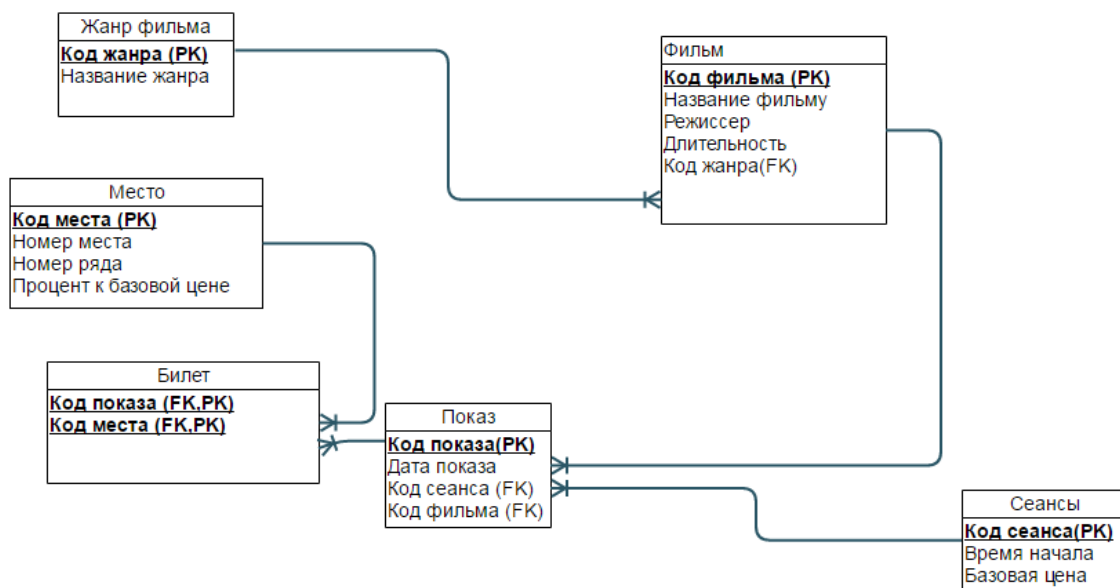 Жанр фильма
Код жанра (PK)
Название жанра
Фильм
Код фильма (PK)
Название фильму
Режиссер
Длительность
Код жанра(FK)
Место
Код места (PK)
Номер места
Номер ряда
Процент к базовой цене
Билет
Код показа (FK,PK)
Код места (FK,PK)
Показ
Код показа(PK)
Дата показа
Код сеанса (FK)
Код фильма (FK)
Сеансы
Код сеанса(PK)
Время начала
Базовая цена